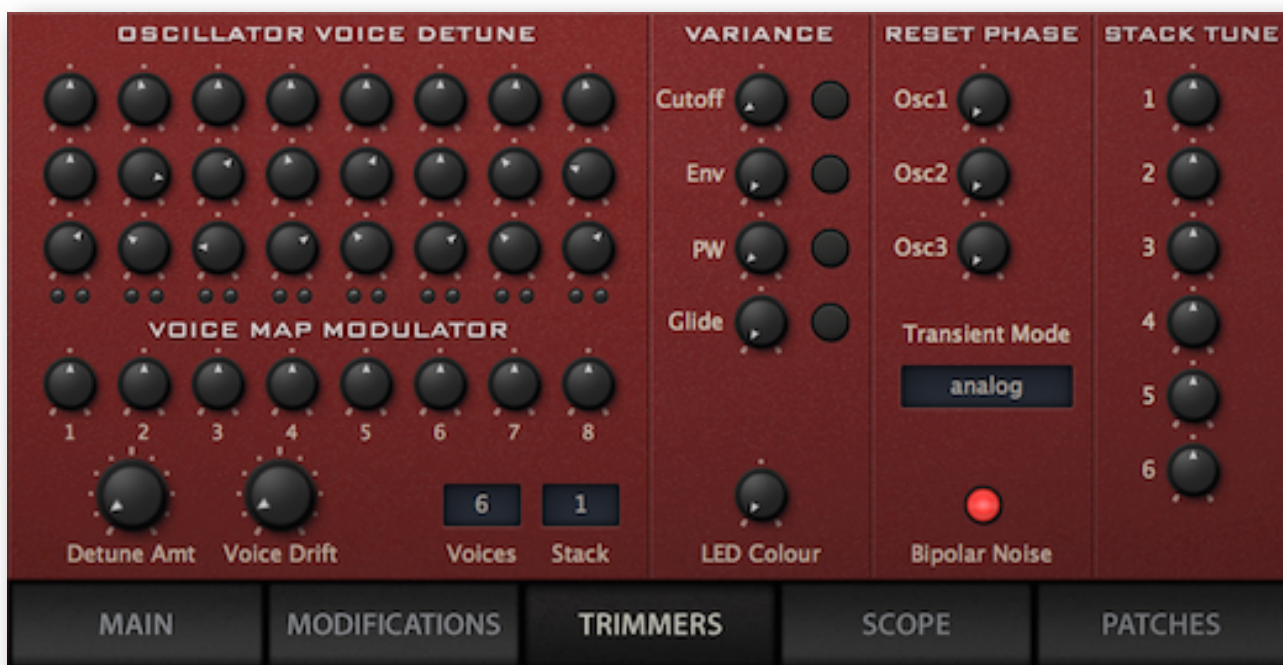 OSCILLATOR VOICE DETUNE
VOICE MAP MODULATOR
1 2 3 4 5 6 7 8
6 1
Detune Amt Voice Drift Voices Stack
VARIANCE
Cutoff
Env
PW
Glide
LED Colour
RESET PHASE
Osc1
Osc2
Osc3
Transient Mode
analog
Bipolar Noise
STACK TUNE
1
2
3
4
5
6
MAIN MODIFICATIONS TRIMMERS SCOPE PATCHES